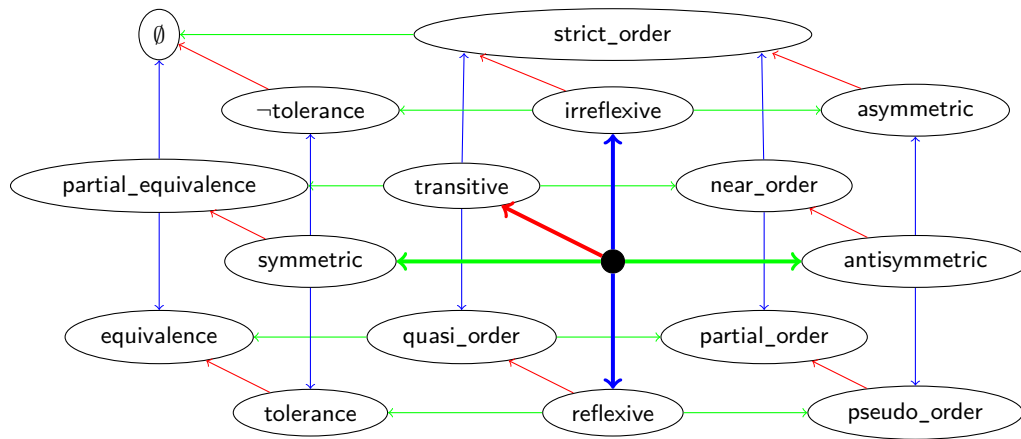 ∅
strict_order
¬tolerance
irreflexive
asymmetric
partial_equivalence
transitive
near_order
symmetric
antisymmetric
equivalence
quasi_order
partial_order
tolerance
reflexive
pseudo_order